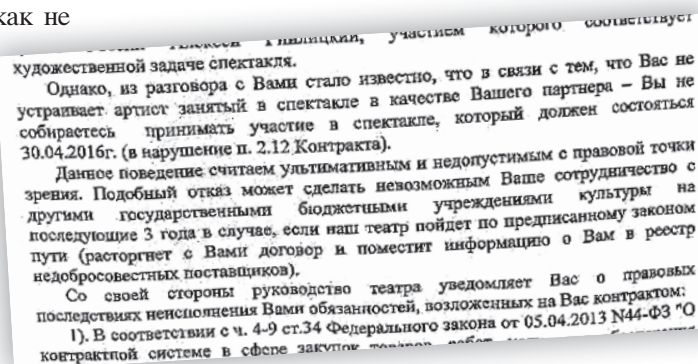 как не
участием которого соответствует
художественной задаче спектакля.
Однако, из разговора с Вами стало известно, что в связи с тем, что Вас не
устраивает артист занятый в спектакле в качестве Вашего партнера – Вы не
собираетесь принимать участие в спектакле, который должен состояться
30.04.2016г. (в нарушение п. 2.12 Контракта).
Данное поведение считаем ультимативным и недопустимым с правовой точки
зрения. Подобный отказ может сделать невозможным Ваше сотрудничество с
другими государственными бюджетными учреждениями культуры на
последующие 3 года в случае, если наш театр пойдет по предписанному законом
пути (расторгнет с Вами договор и поместит информацию о Вам в реестр
недобросовестных поставщиков).
Со своей стороны руководство театра уведомляет Вас о правовых
последствиях неисполнения Вами обязанностей, возложенных на Вас контрактом:
1). В соответствии с ч. 4-9 ст.34 Федерального закона от 05.04.2013 N44-ФЗ "О
контрактной системе в сфере закупок товаров, работ,